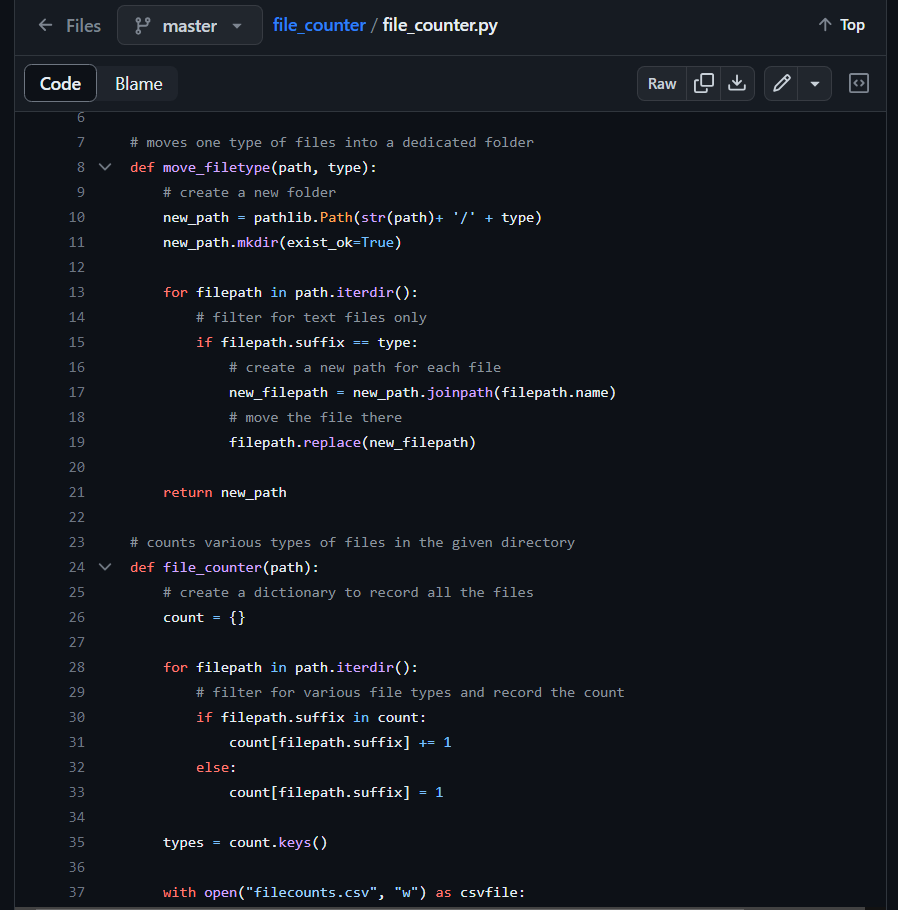 Files master file_counter / file_counter.py Top
Code Blame Raw
6
7 # moves one type of files into a dedicated folder
8 def move_filetype(path, type):
9     # create a new folder
10     new_path = pathlib.Path(str(path)+ '/' + type)
11     new_path.mkdir(exist_ok=True)
12
13     for filepath in path.iterdir():
14         # filter for text files only
15         if filepath.suffix == type:
16             # create a new path for each file
17             new_filepath = new_path.joinpath(filepath.name)
18             # move the file there
19             filepath.replace(new_filepath)
20
21     return new_path
22
23 # counts various types of files in the given directory
24 def file_counter(path):
25     # create a dictionary to record all the files
26     count = {}
27
28     for filepath in path.iterdir():
29         # filter for various file types and record the count
30         if filepath.suffix in count:
31             count[filepath.suffix] += 1
32         else:
33             count[filepath.suffix] = 1
34
35     types = count.keys()
36
37     with open("filecounts.csv", "w") as csvfile: